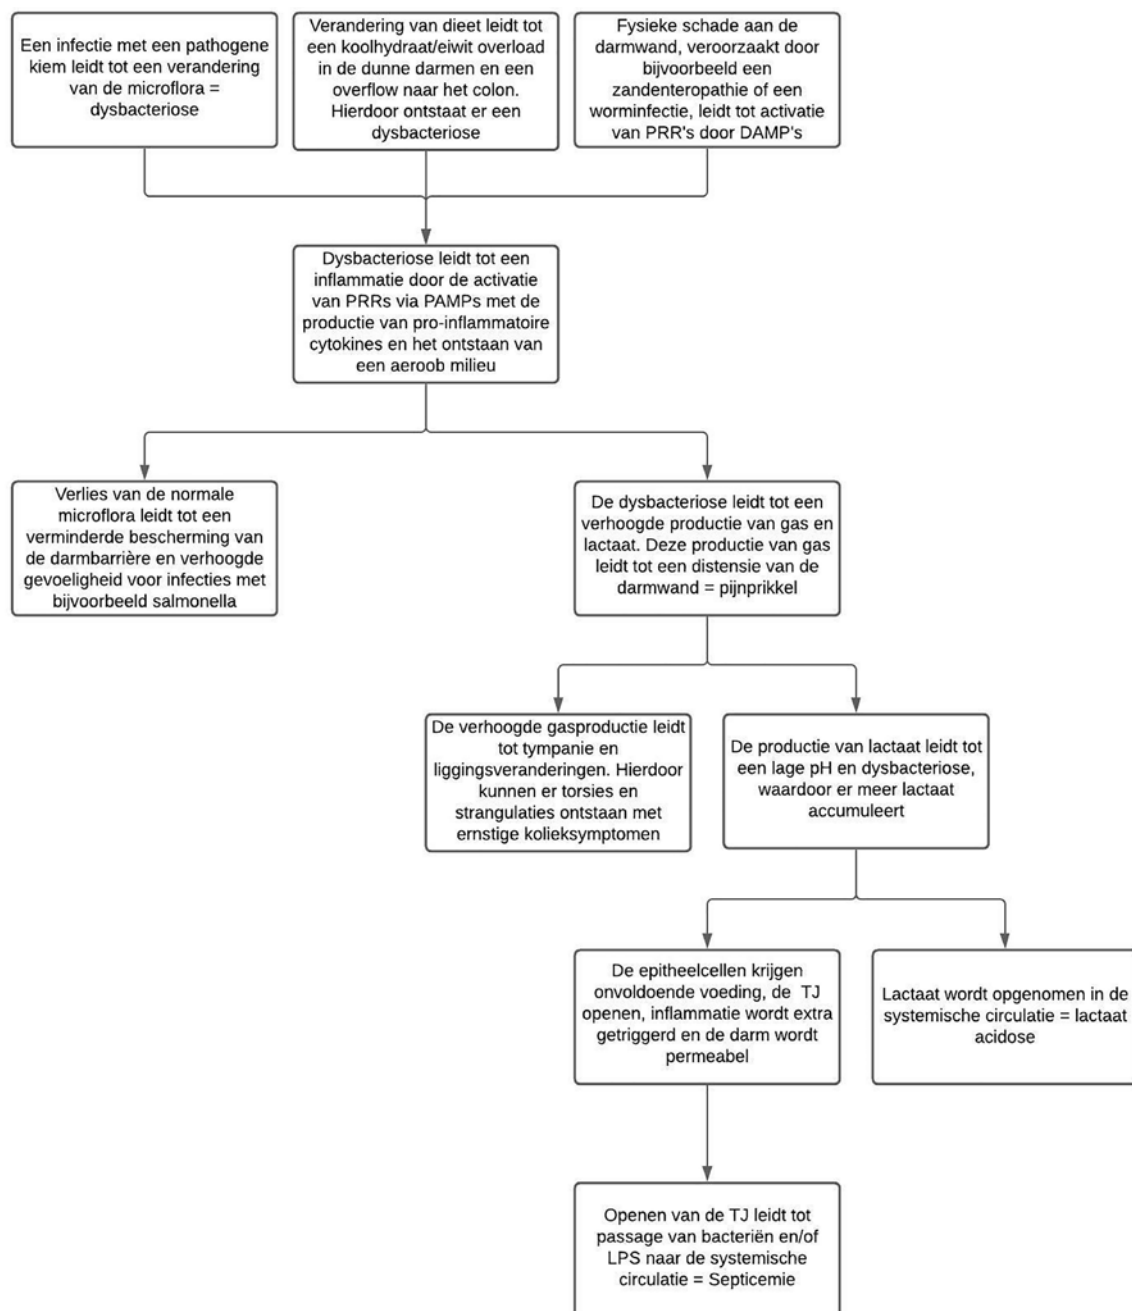 Een infectie met een pathogene
kiem leidt tot een verandering
van de microflora =
dysbacteriose
Verandering van dieet leidt tot
een koolhydraat/eiwit overload
in de dunne darmen en een
overflow naar het colon.
Hierdoor ontstaat er een
dysbacteriose
Fysieke schade aan de
darmwand, veroorzaakt door
bijvoorbeeld een
zandenteropathie of een
worminfectie, leidt tot activatie
van PRR's door DAMP's
Dysbacteriose leidt tot een
inflammatie door de activatie
van PRRs via PAMPs met de
productie van pro-inflammatoire
cytokines en het ontstaan van
een aeroob milieu
Verlies van de normale
microflora leidt tot een
verminderde bescherming van
de darmbarrière en verhoogde
gevoeligheid voor infecties met
bijvoorbeeld salmonella
De dysbacteriose leidt tot een
verhoogde productie van gas en
lactaat. Deze productie van gas
leidt tot een distensie van de
darmwand = pijnprikkel
De verhoogde gasproductie leidt
tot tympanie en
liggingsveranderingen. Hierdoor
kunnen er torsies en
strangulaties ontstaan met
ernstige kolieksymptomen
De productie van lactaat leidt tot
een lage pH en dysbacteriose,
waardoor er meer lactaat
accumuleert
De epitheelcellen krijgen
onvoldoende voeding, de TJ
openen, inflammatie wordt extra
getriggerd en de darm wordt
permeabel
Lactaat wordt opgenomen in de
systemische circulatie = lactaat
acidose
Openen van de TJ leidt tot
passage van bacteriën en/of
LPS naar de systemische
circulatie = Septicemie